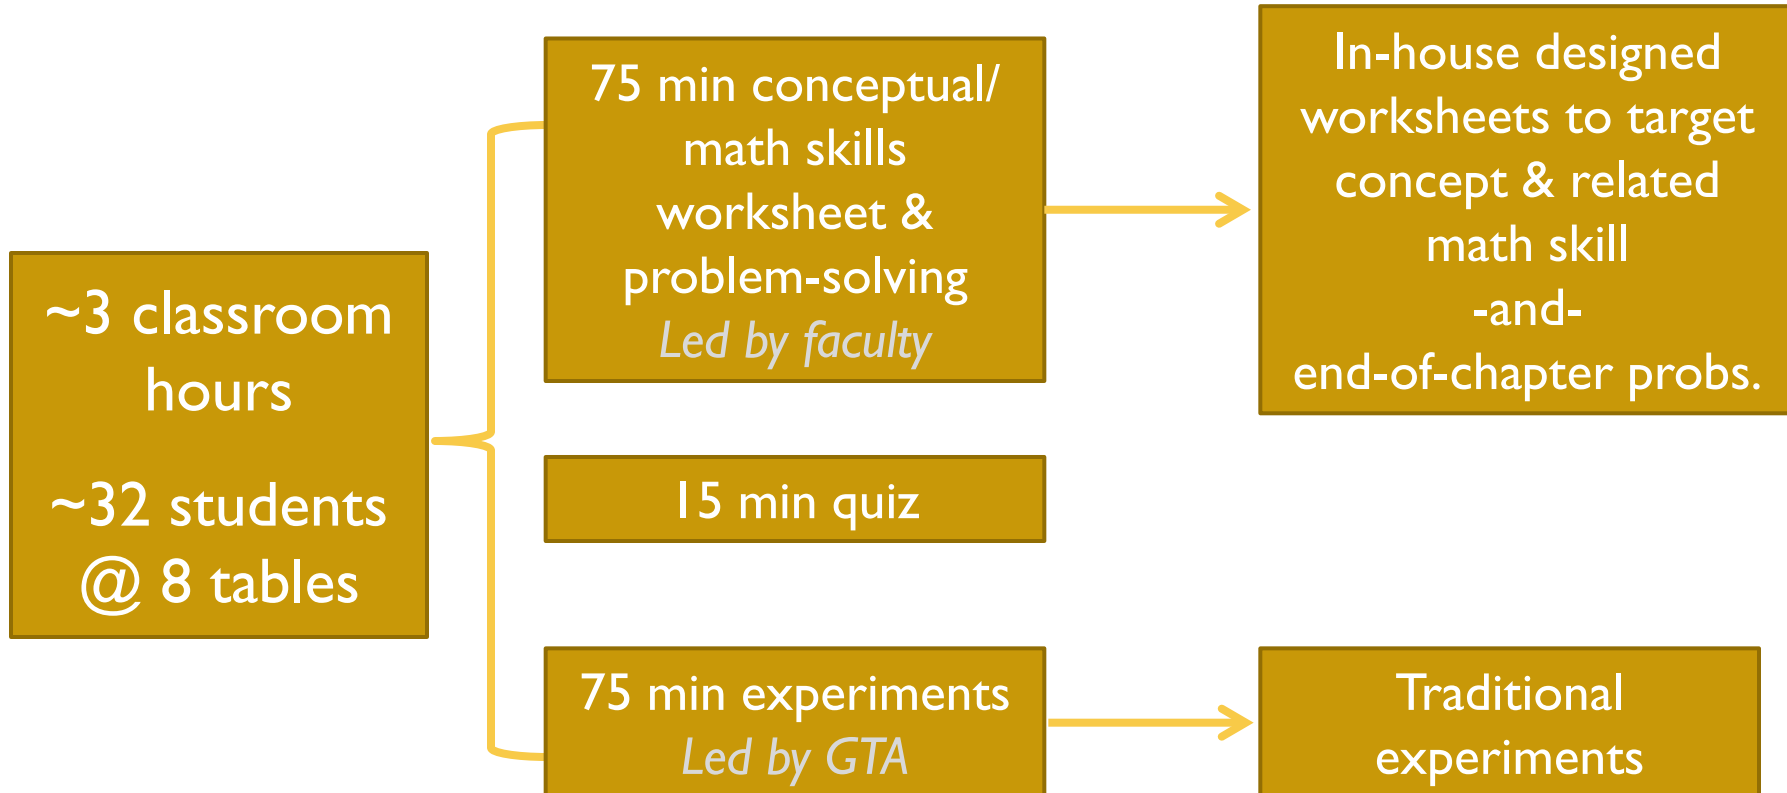 ~3 classroom
hours
~32 students
@ 8 tables
75 min conceptual/
math skills
worksheet &
problem-solving
Led by faculty
15 min quiz
75 min experiments
Led by GTA
In-house designed
worksheets to target
concept & related
math skill
-and-
end-of-chapter probs.
Traditional
experiments